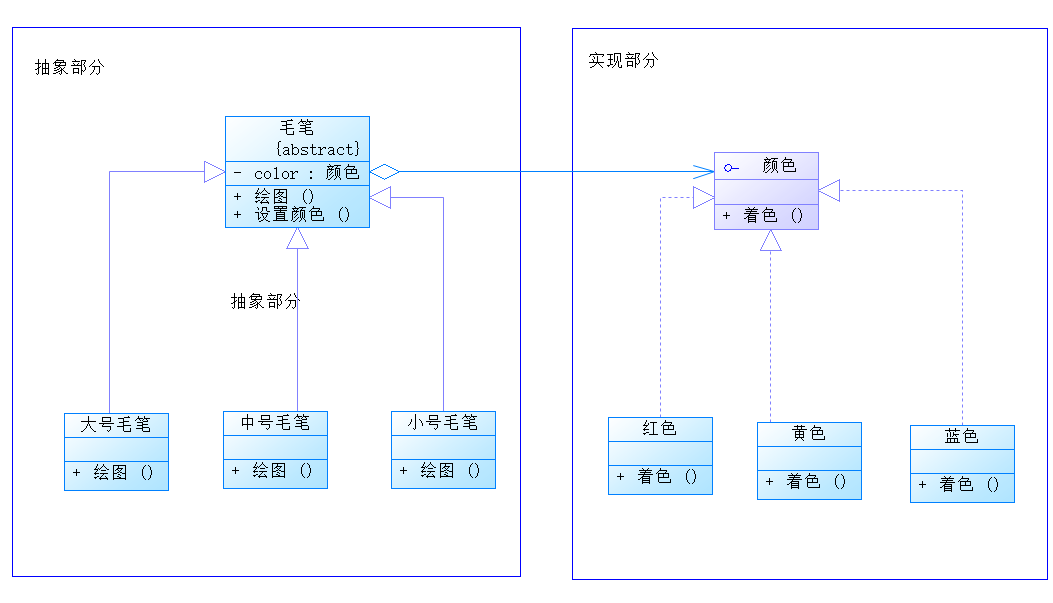 抽象部分
毛笔
{abstract}
- color : 颜色
+ 绘图 ()
+ 设置颜色 ()
抽象部分
大号毛笔
+ 绘图 ()
中号毛笔
+ 绘图 ()
小号毛笔
+ 绘图 ()
实现部分
颜色
+ 着色 ()
红色
+ 着色 ()
黄色
+ 着色 ()
蓝色
+ 着色 ()